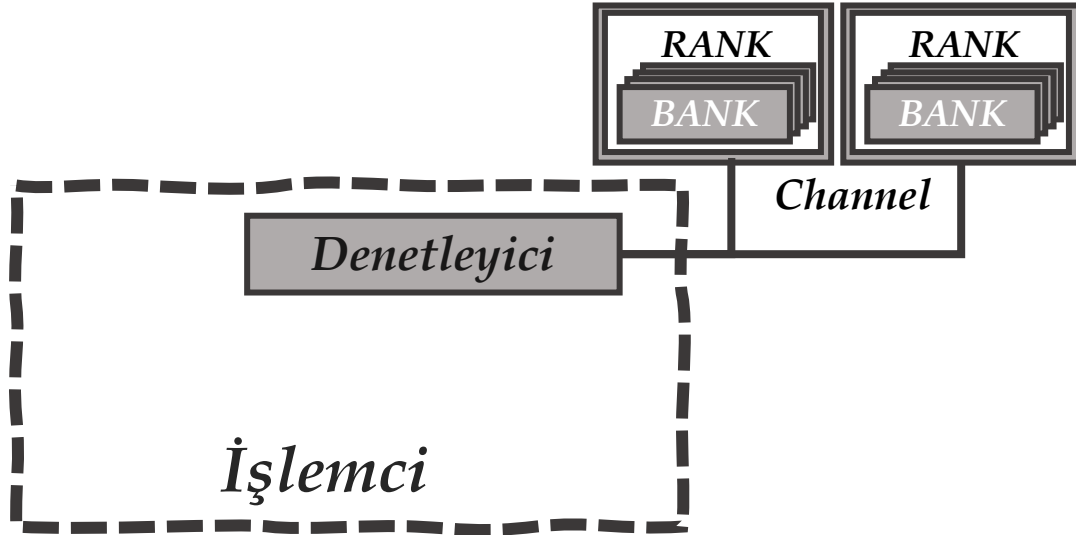 RANK
BANK
RANK
BANK
Channel
Denetleyici
İşlemci